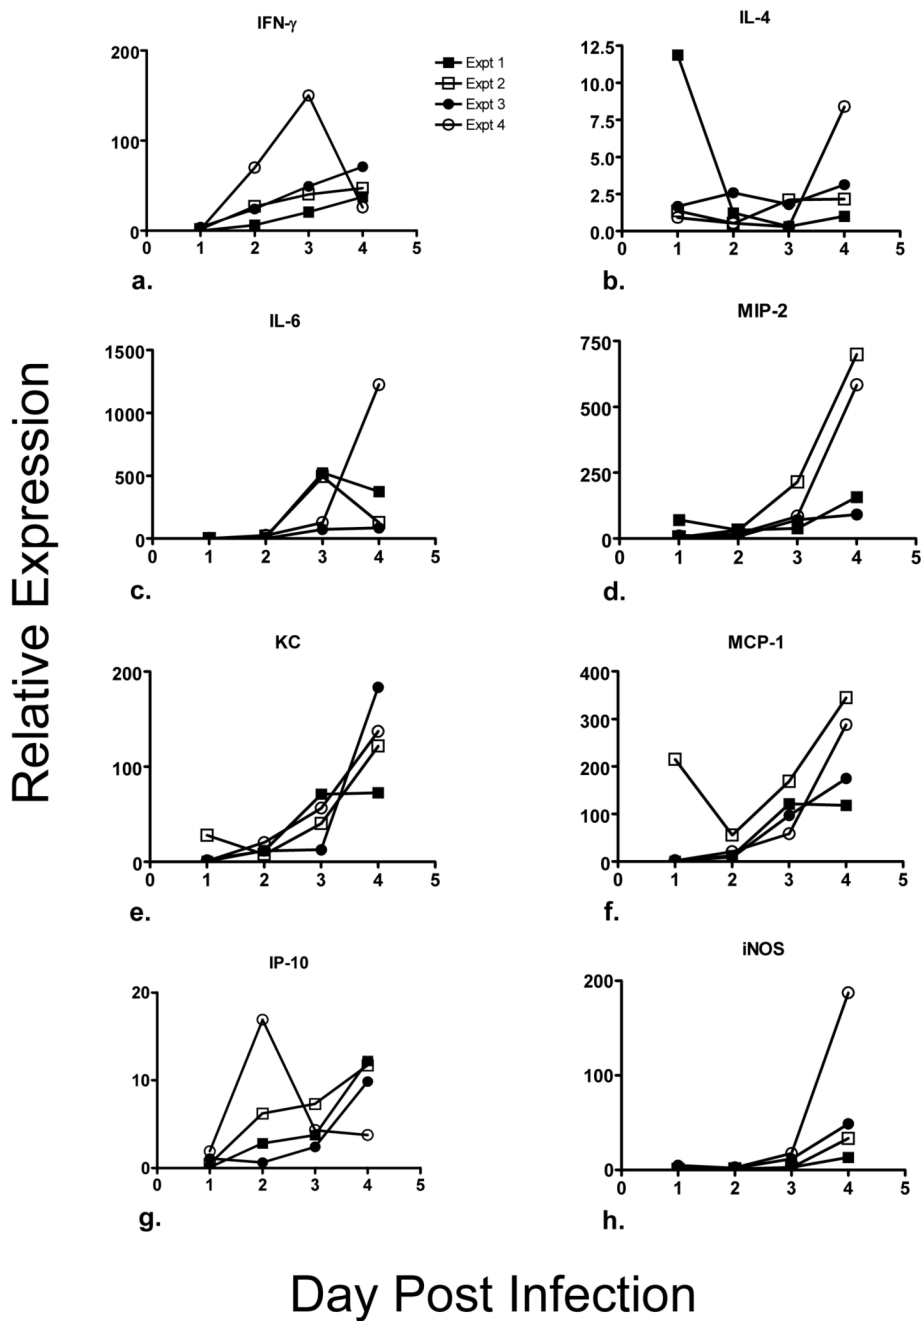 IFN-γ
200
100
0
0 1 2 3 4 5
a.
Expt 1
Expt 2
Expt 3
Expt 4
IL-4
12.5
10.0
7.5
5.0
2.5
0.0
0 1 2 3 4 5
b.
IL-6
1500
1000
500
0
0 1 2 3 4 5
c.
MIP-2
750
500
250
0
0 1 2 3 4 5
d.
Relative Expression
KC
200
100
0
0 1 2 3 4 5
e.
MCP-1
400
300
200
100
0
0 1 2 3 4 5
f.
IP-10
20
10
0
0 1 2 3 4 5
g.
iNOS
200
100
0
0 1 2 3 4 5
h.
Day Post Infection